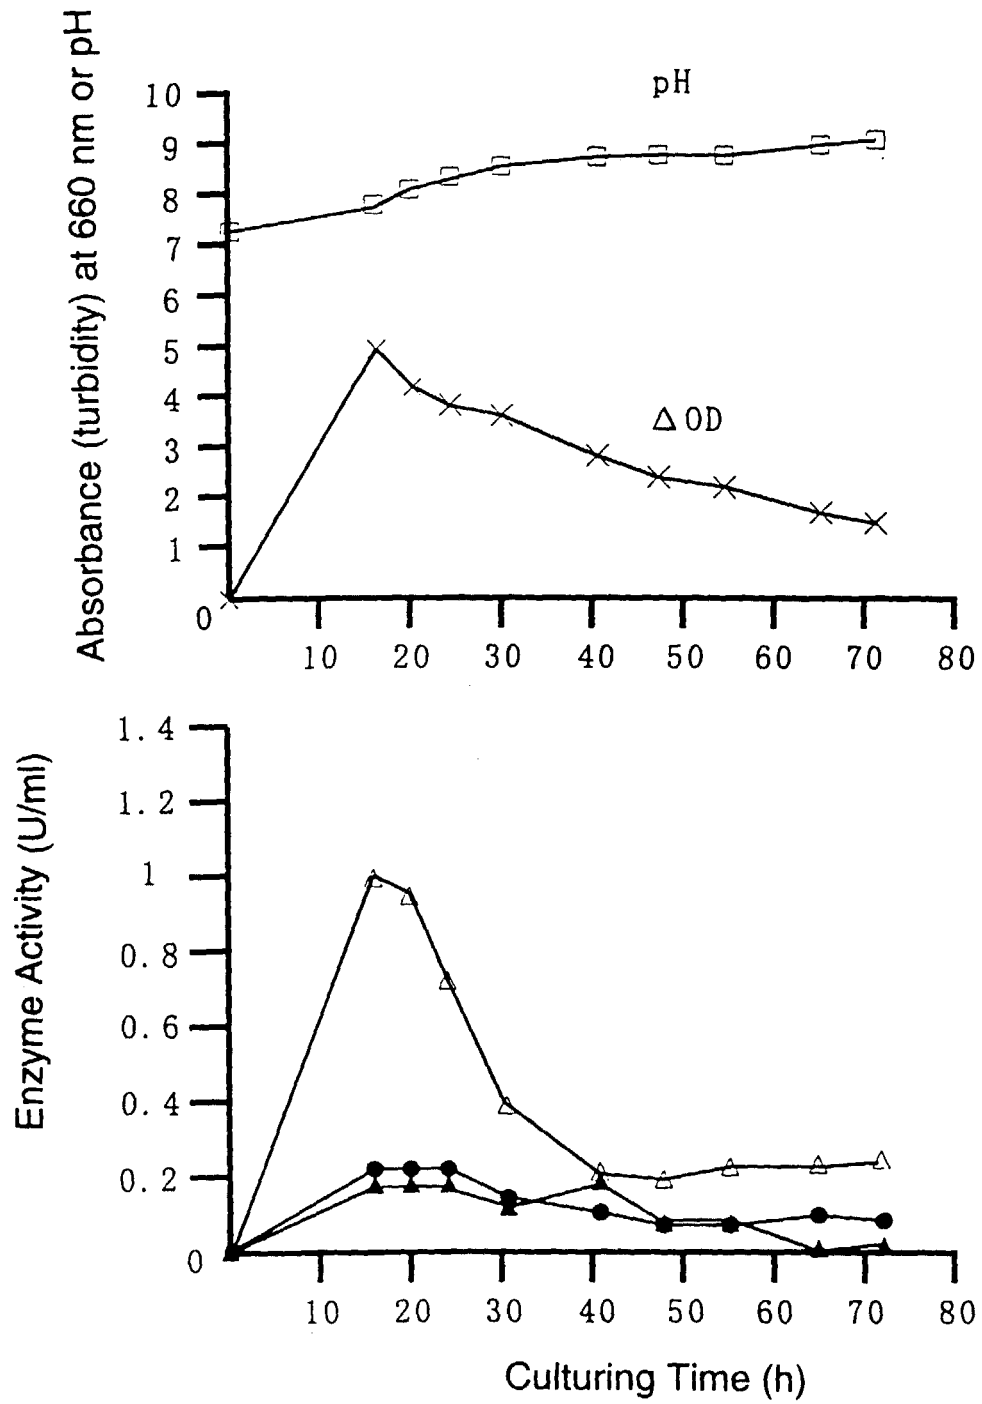 Absorbance (turbidity) at 660 nm or pH
10
9
8
7
6
5
4
3
2
1
0
pH
△OD
10 20 30 40 50 60 70 80
Enzyme Activity (U/ml)
1.4
1.2
1
0.8
0.6
0.4
0.2
0
10 20 30 40 50 60 70 80
Culturing Time (h)